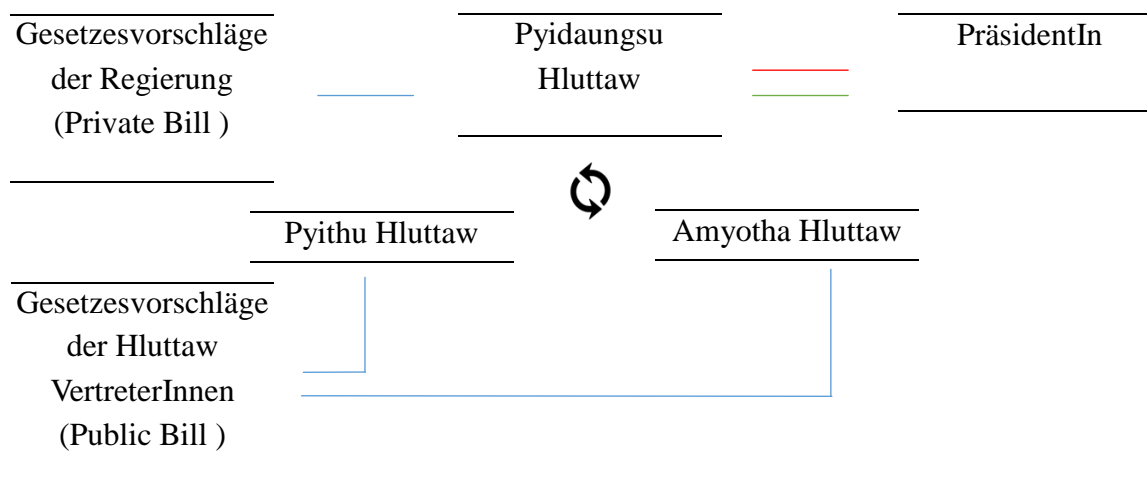 Gesetzesvorschläge
der Regierung
(Private Bill )
Pyidaungsu
Hluttaw
PräsidentIn
Pyithu Hluttaw
Amyotha Hluttaw
Gesetzesvorschläge
der Hluttaw
VertreterInnen
(Public Bill )